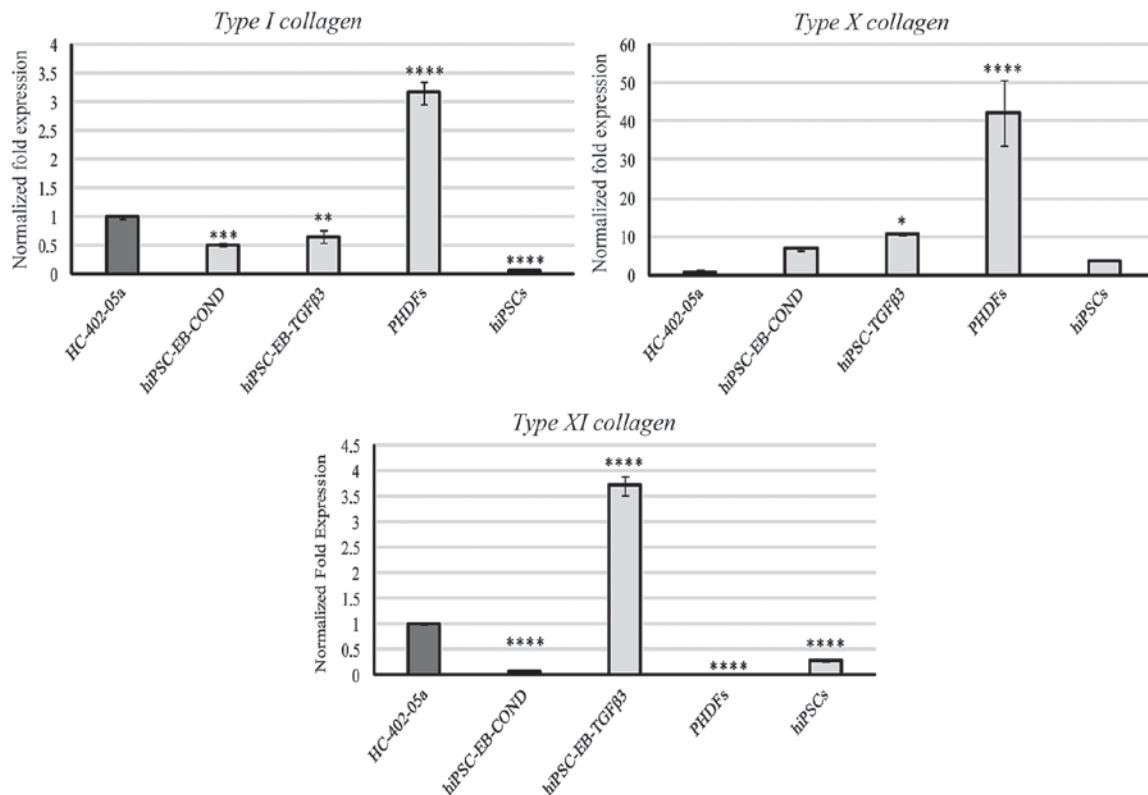 Type I collagen
Normalized fold expression
4
3.5
3
2.5
2
1.5
1
0.5
0
***
**
****
****
HC-402-05a
hiPSC-EB-COND
hiPSC-EB-TGFβ3
PHDFs
hiPSCs
Type X collagen
Normalized fold expression
60
50
40
30
20
10
0
*
****
HC-402-05a
hiPSC-EB-COND
hiPSC-TGFβ3
PHDFs
hiPSCs
Type XI collagen
Normalized Fold Expression
4.5
4
3.5
3
2.5
2
1.5
1
0.5
0
****
****
****
****
HC-402-05a
hiPSC-EB-COND
hiPSC-EB-TGFβ3
PHDFs
hiPSCs